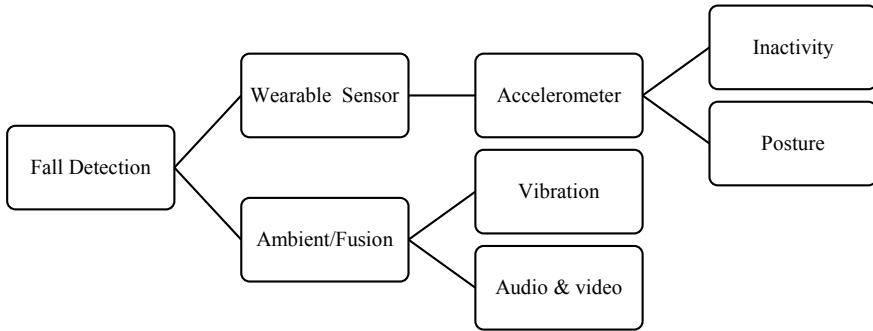 Fall Detection
Wearable  Sensor
Accelerometer
Inactivity
Posture
Ambient/Fusion
Vibration
Audio & video